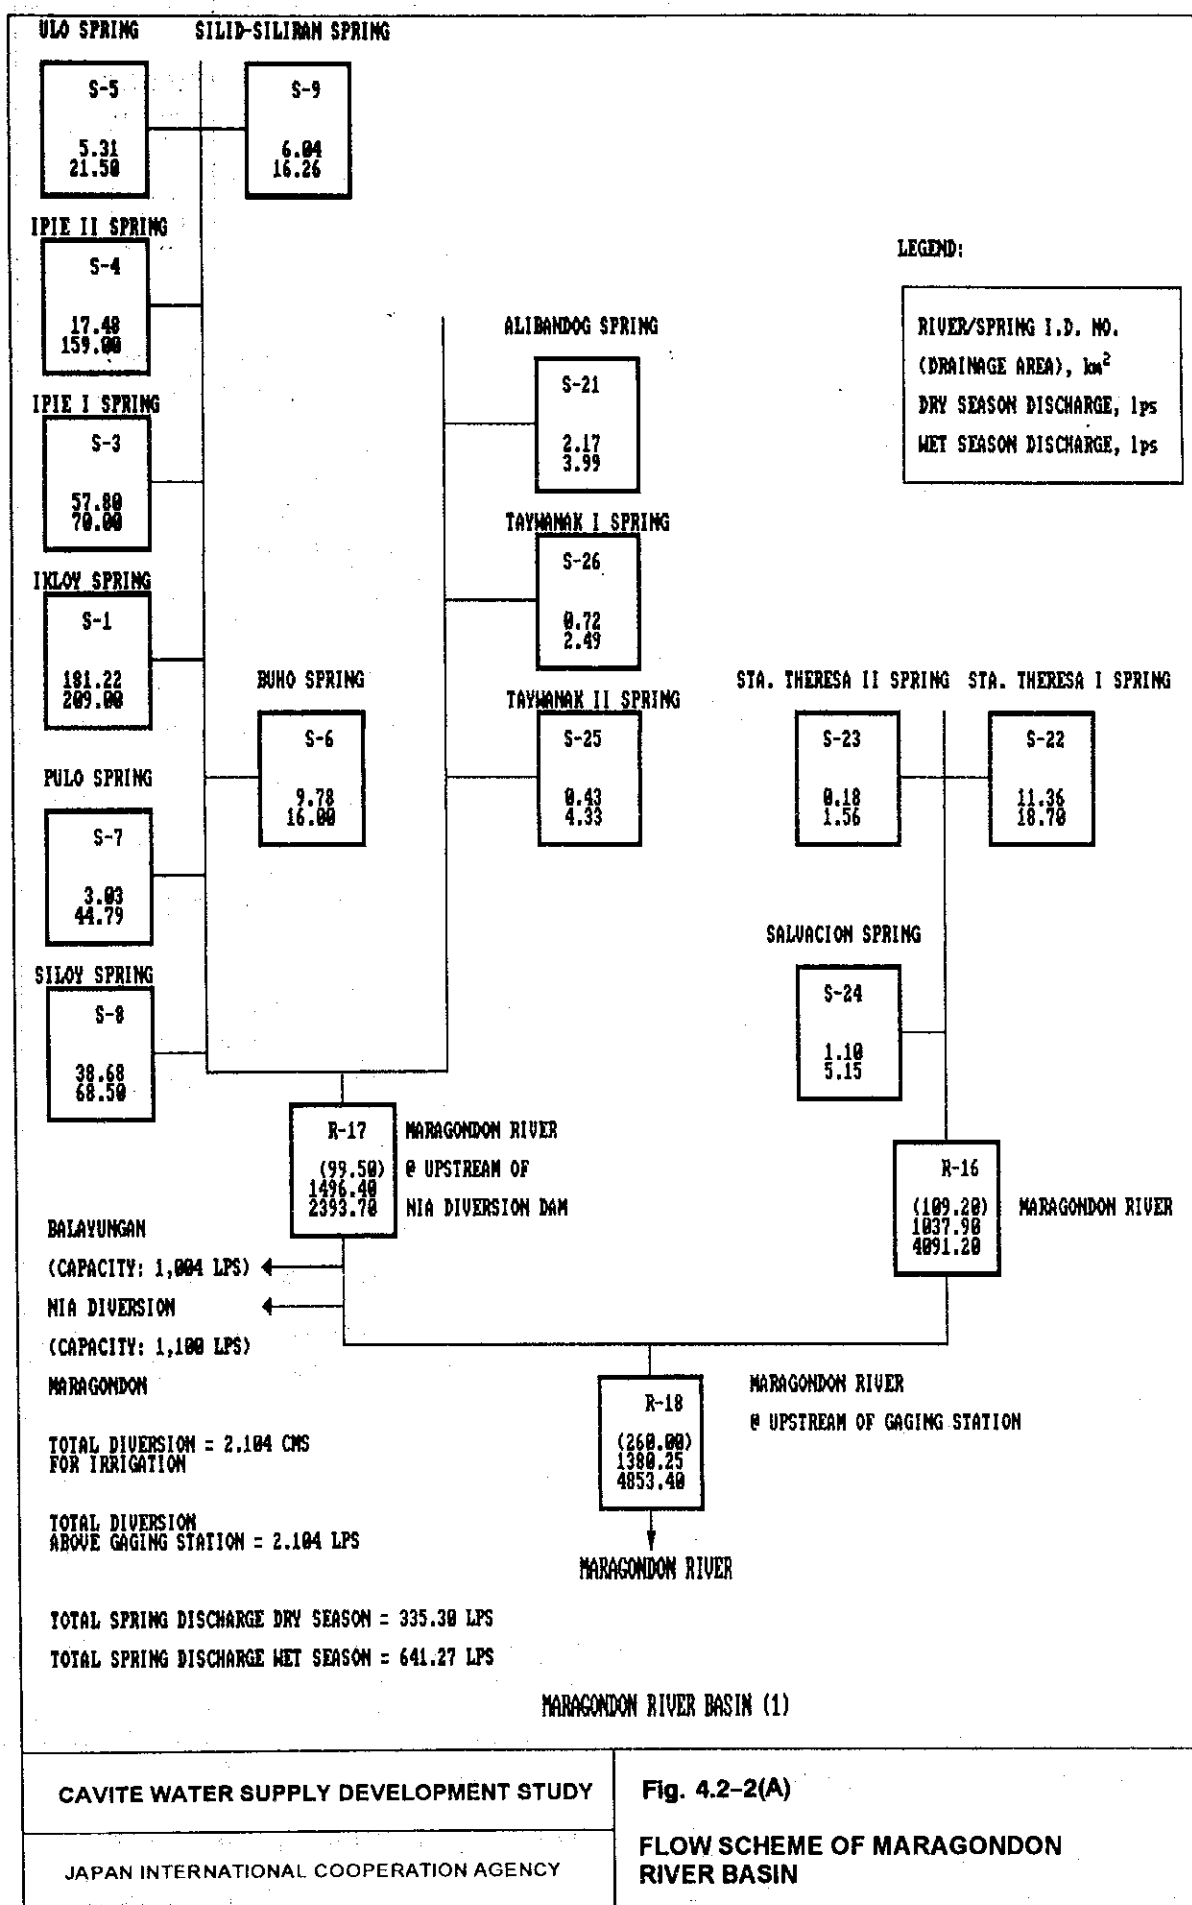 ULO SPRING
SILID-SILIRAN SPRING
S-5
5.31
21.50
S-9
6.04
16.26
IPIE II SPRING
S-4
17.48
159.00
LEGEND:
RIVER/SPRING I.D. NO.
(DRAINAGE AREA), km²
DRY SEASON DISCHARGE, lps
WET SEASON DISCHARGE, lps
ALIBANDOG SPRING
S-21
2.17
3.99
IPIE I SPRING
S-3
57.80
70.00
TAYWANAK I SPRING
S-26
0.72
2.49
IKLOY SPRING
S-1
181.22
209.00
BUHO SPRING
S-6
9.78
16.00
TAYWANAK II SPRING
S-25
0.43
4.33
STA. THERESA II SPRING
S-23
0.18
1.56
STA. THERESA I SPRING
S-22
11.36
18.70
PULO SPRING
S-7
3.03
44.79
SALVACION SPRING
S-24
1.10
5.15
SILOY SPRING
S-8
38.68
68.50
R-17
(99.50)
1496.40
2393.70
MARAGONDON RIVER
@ UPSTREAM OF
NIA DIVERSION DAM
R-16
(109.20)
1037.90
4091.20
MARAGONDON RIVER
BALAYUNGAN
(CAPACITY: 1,004 LPS)
NIA DIVERSION
(CAPACITY: 1,100 LPS)
MARAGONDON
R-18
(260.00)
1380.25
4853.40
MARAGONDON RIVER
@ UPSTREAM OF GAGING STATION
MARAGONDON RIVER
TOTAL DIVERSION = 2.104 CMS
FOR IRRIGATION
TOTAL DIVERSION
ABOVE GAGING STATION = 2.104 LPS
TOTAL SPRING DISCHARGE DRY SEASON = 335.30 LPS
TOTAL SPRING DISCHARGE WET SEASON = 641.27 LPS
MARAGONDON RIVER BASIN (1)
CAVITE WATER SUPPLY DEVELOPMENT STUDY
JAPAN INTERNATIONAL COOPERATION AGENCY
Fig. 4.2-2(A)
FLOW SCHEME OF MARAGONDON
RIVER BASIN